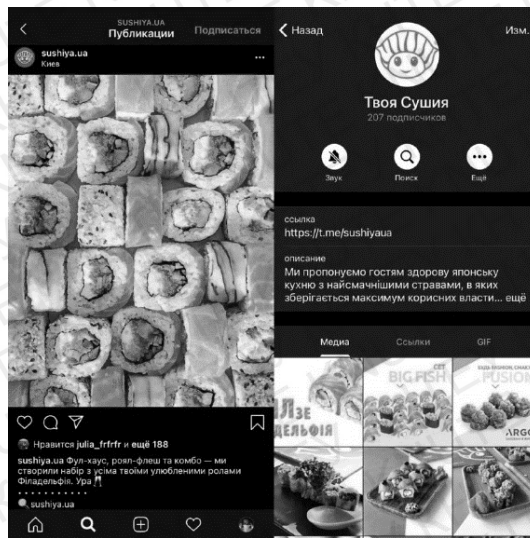 SUSHIYA.UA
Публикации
Подписаться
sushiya.ua
Киев
Нравится julia_frfrfr и ещё 188
sushiya.ua Фул-хаус, роял-флеш та комбо — ми
створили набір з усіма твоїми улюбленими ролами
Філадельфія. Ура
sushiya.ua
Назад
Изм.
Твоя Сушия
207 подписчиков
Звук
Поиск
Ещё
ссылка
https://t.me/sushiyaua
описание
Ми пропонуємо гостям здорову японську
кухню з найсмачнішими стравами, в яких
зберігається максимум корисних власти... ещё
Медиа
Ссылки
GIF
СЕТ
BIG FISH
FUSION
ARGO